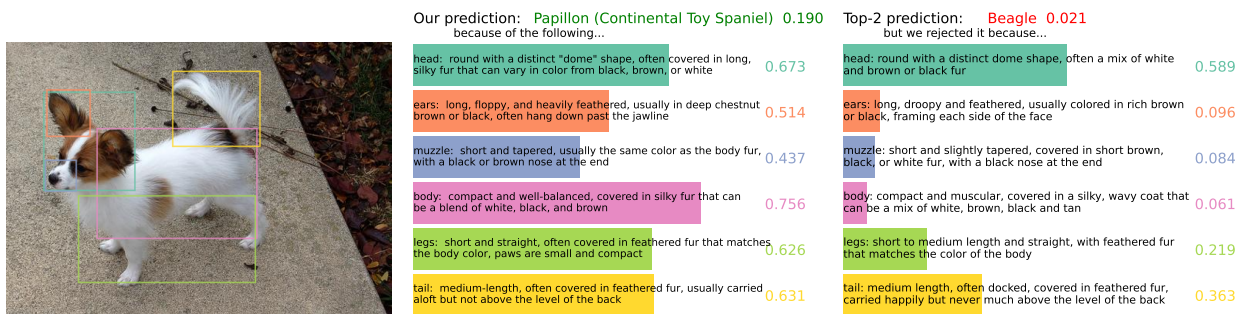 Our prediction: Papillon (Continental Toy Spaniel) 0.190
because of the following...
head: round with a distinct "dome" shape, often covered in long,
silky fur that can vary in color from black, brown, or white
0.673
ears: long, floppy, and heavily feathered, usually in deep chestnut
brown or black, often hang down past the jawline
0.514
muzzle: short and tapered, usually the same color as the body fur,
with a black or brown nose at the end
0.437
body: compact and well-balanced, covered in silky fur that can
be a blend of white, black, and brown
0.756
legs: short and straight, often covered in feathered fur that matches
the body color, paws are small and compact
0.626
tail: medium-length, often covered in feathered fur, usually carried
aloft but not above the level of the back
0.631
Top-2 prediction: Beagle 0.021
but we rejected it because...
head: round with a distinct dome shape, often a mix of white
and brown or black fur
0.589
ears: long, droopy and feathered, usually colored in rich brown
or black, framing each side of the face
0.096
muzzle: short and slightly tapered, covered in short brown,
black, or white fur, with a black nose at the end
0.084
body: compact and muscular, covered in a silky, wavy coat that
can be a mix of white, brown, black and tan
0.061
legs: short to medium length and straight, with feathered fur
that matches the color of the body
0.219
tail: medium length, often docked, covered in feathered fur,
carried happily but never much above the level of the back
0.363